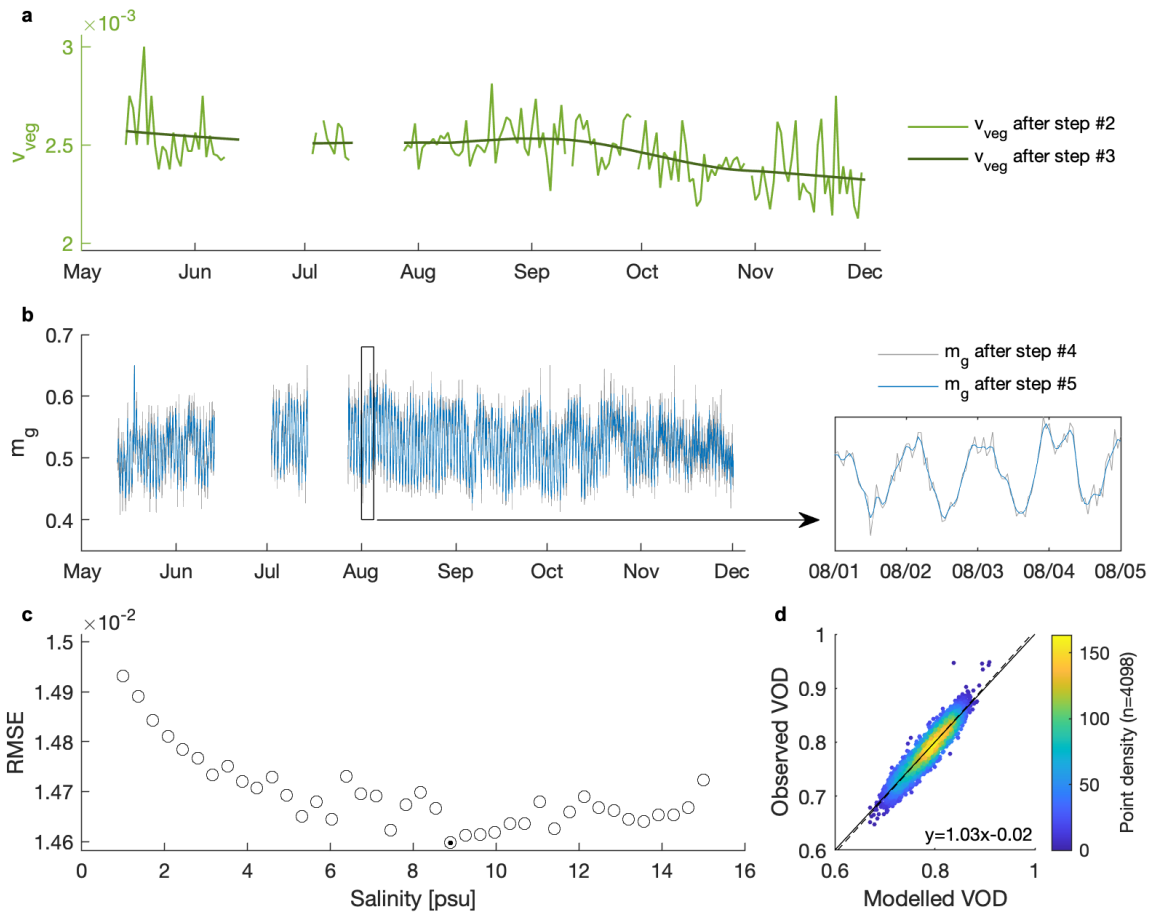 a
×10⁻³
3
2.5
2
v_veg
May Jun Jul Aug Sep Oct Nov Dec
v_veg after step #2
v_veg after step #3
b
0.7
0.6
0.5
0.4
m_g
May Jun Jul Aug Sep Oct Nov Dec
m_g after step #4
m_g after step #5
08/01 08/02 08/03 08/04 08/05
c
×10⁻²
1.5
1.49
1.48
1.47
1.46
RMSE
0 2 4 6 8 10 12 14 16
Salinity [psu]
d
1
0.9
0.8
0.7
0.6
Observed VOD
y=1.03x-0.02
0.6 0.8 1
Modelled VOD
150
100
50
0
Point density (n=4098)